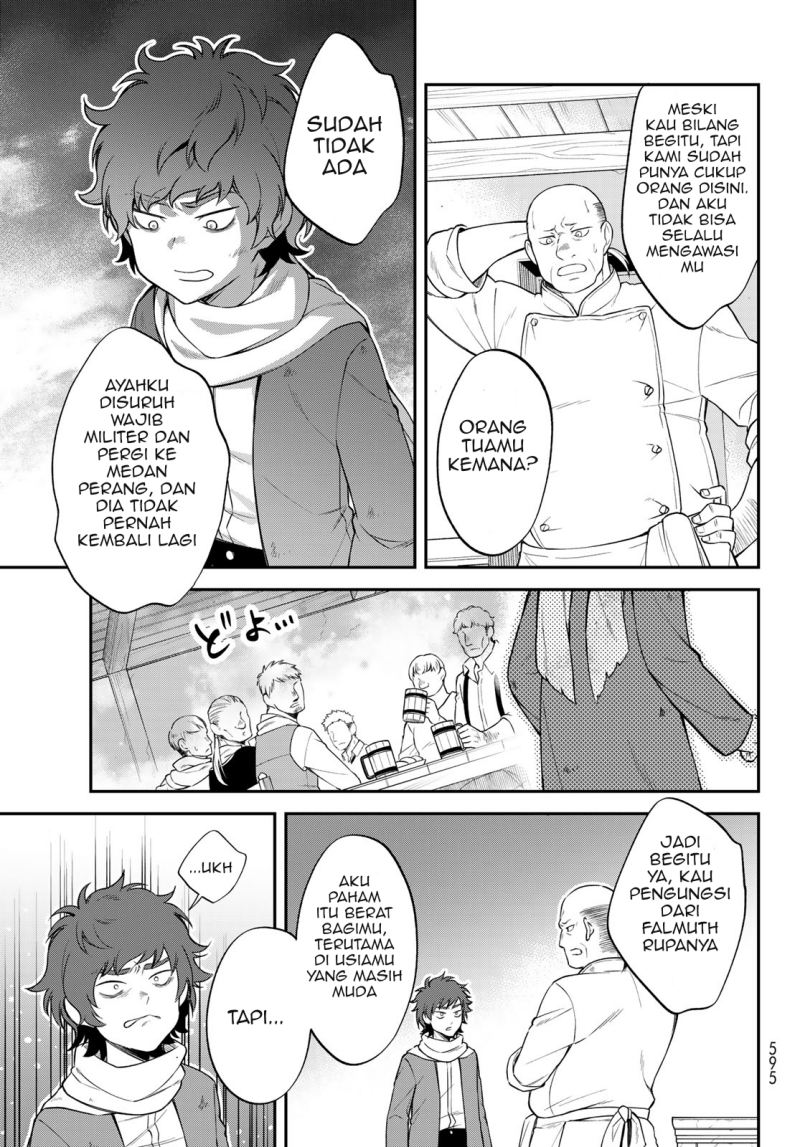 MESKI
KAU BILANG
BEGITU, TAPI
KAMI SUDAH
PUNYA CUKUP
ORANG DISINI.
DAN AKU
TIDAK BISA
SELALU
MENGAWASI
MU
ORANG
TUAMU
KEMANA?
SUDAH
TIDAK
ADA
AYAHKU
DISURUH
WAJIB
MILITER DAN
PERGI KE
MEDAN
PERANG, DAN
DIA TIDAK
PERNAH
KEMBALI LAGI
どよ…
JADI
BEGITU
YA, KAU
PENGUNGSI
DARI
FALMUTH
RUPANYA
AKU
PAHAM
ITU BERAT
BAGIMU,
TERUTAMA
DI USIAMU
YANG MASIH
MUDA
TAPI...
...UKH
595